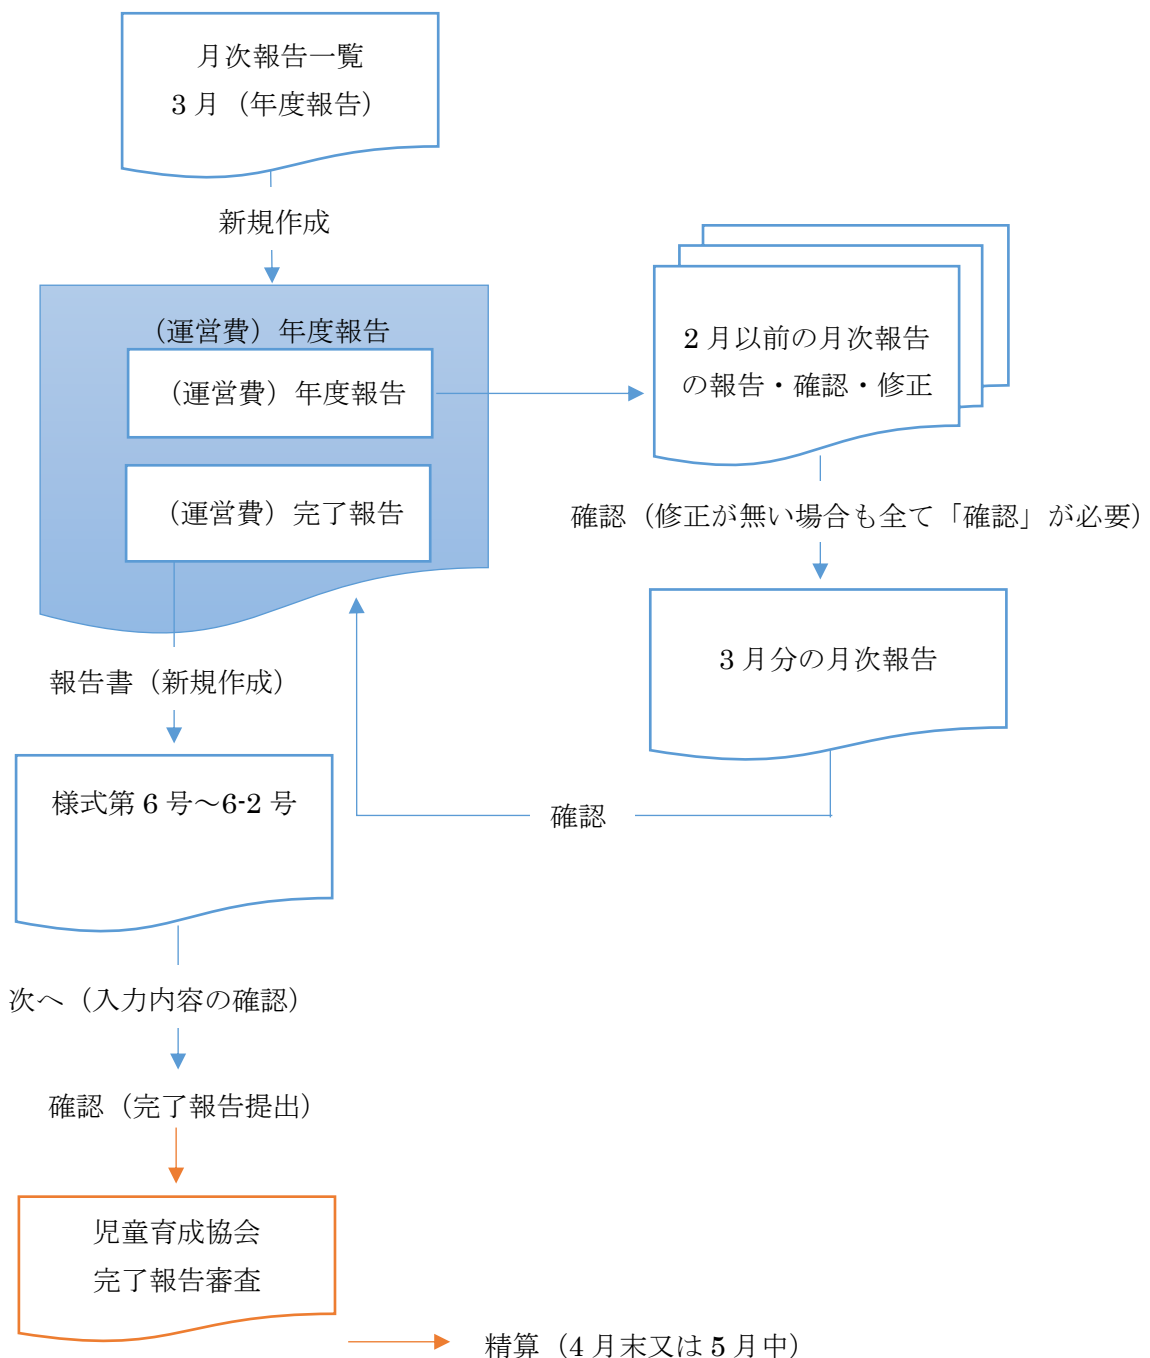 月次報告一覧
3 月（年度報告）
新規作成
（運営費）年度報告
（運営費）年度報告
（運営費）完了報告
2 月以前の月次報告
の報告・確認・修正
確認（修正が無い場合も全て「確認」が必要）
3 月分の月次報告
確認
報告書（新規作成）
様式第 6 号～6-2 号
次へ（入力内容の確認）
確認（完了報告提出）
児童育成協会
完了報告審査
精算（4 月末又は 5 月中）